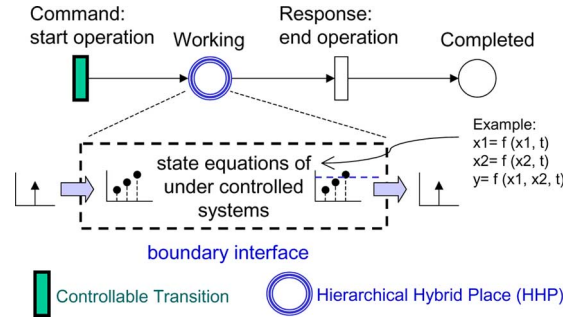 Command:
start operation
Working
Response:
end operation
Completed
Example:
x1= f (x1, t)
x2= f (x2, t)
y= f (x1, x2, t)
state equations of
under controlled
systems
boundary interface
Controllable Transition
Hierarchical Hybrid Place (HHP)